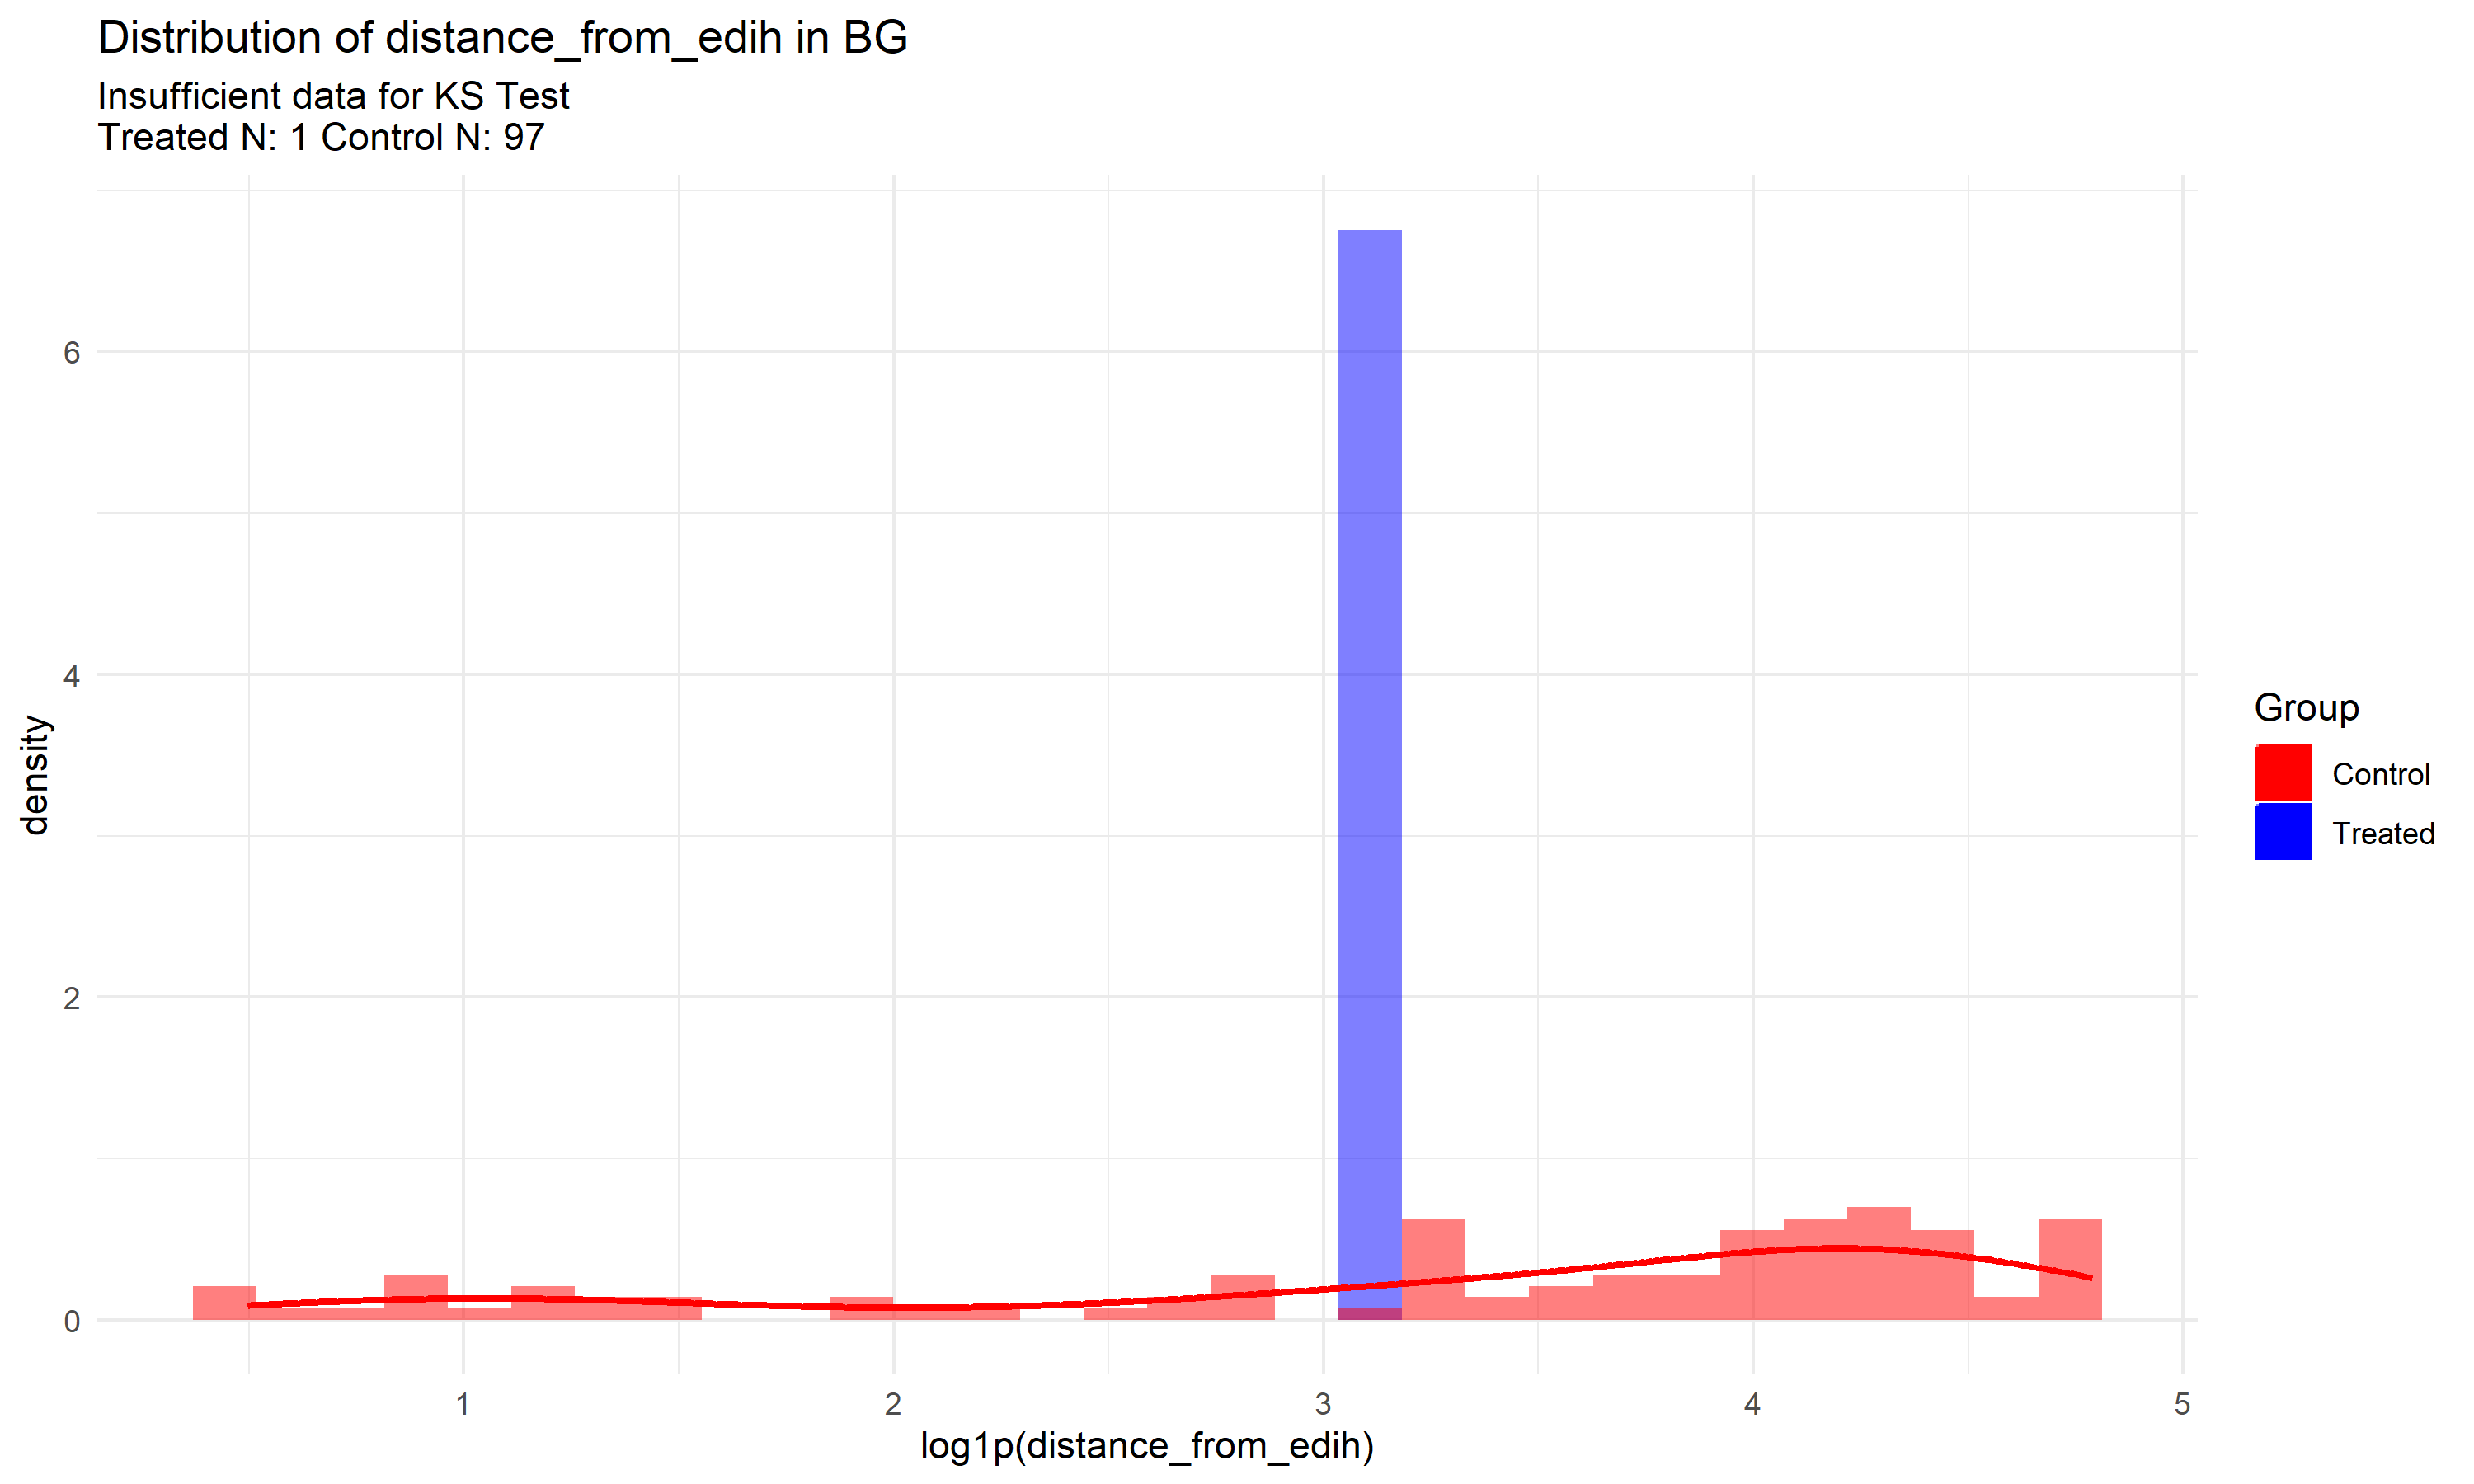 Distribution of distance_from_edih in BG
Insufficient data for KS Test
Treated N: 1 Control N: 97
density
6
4
2
0
1
2
3
4
5
log1p(distance_from_edih)
Group
Control
Treated